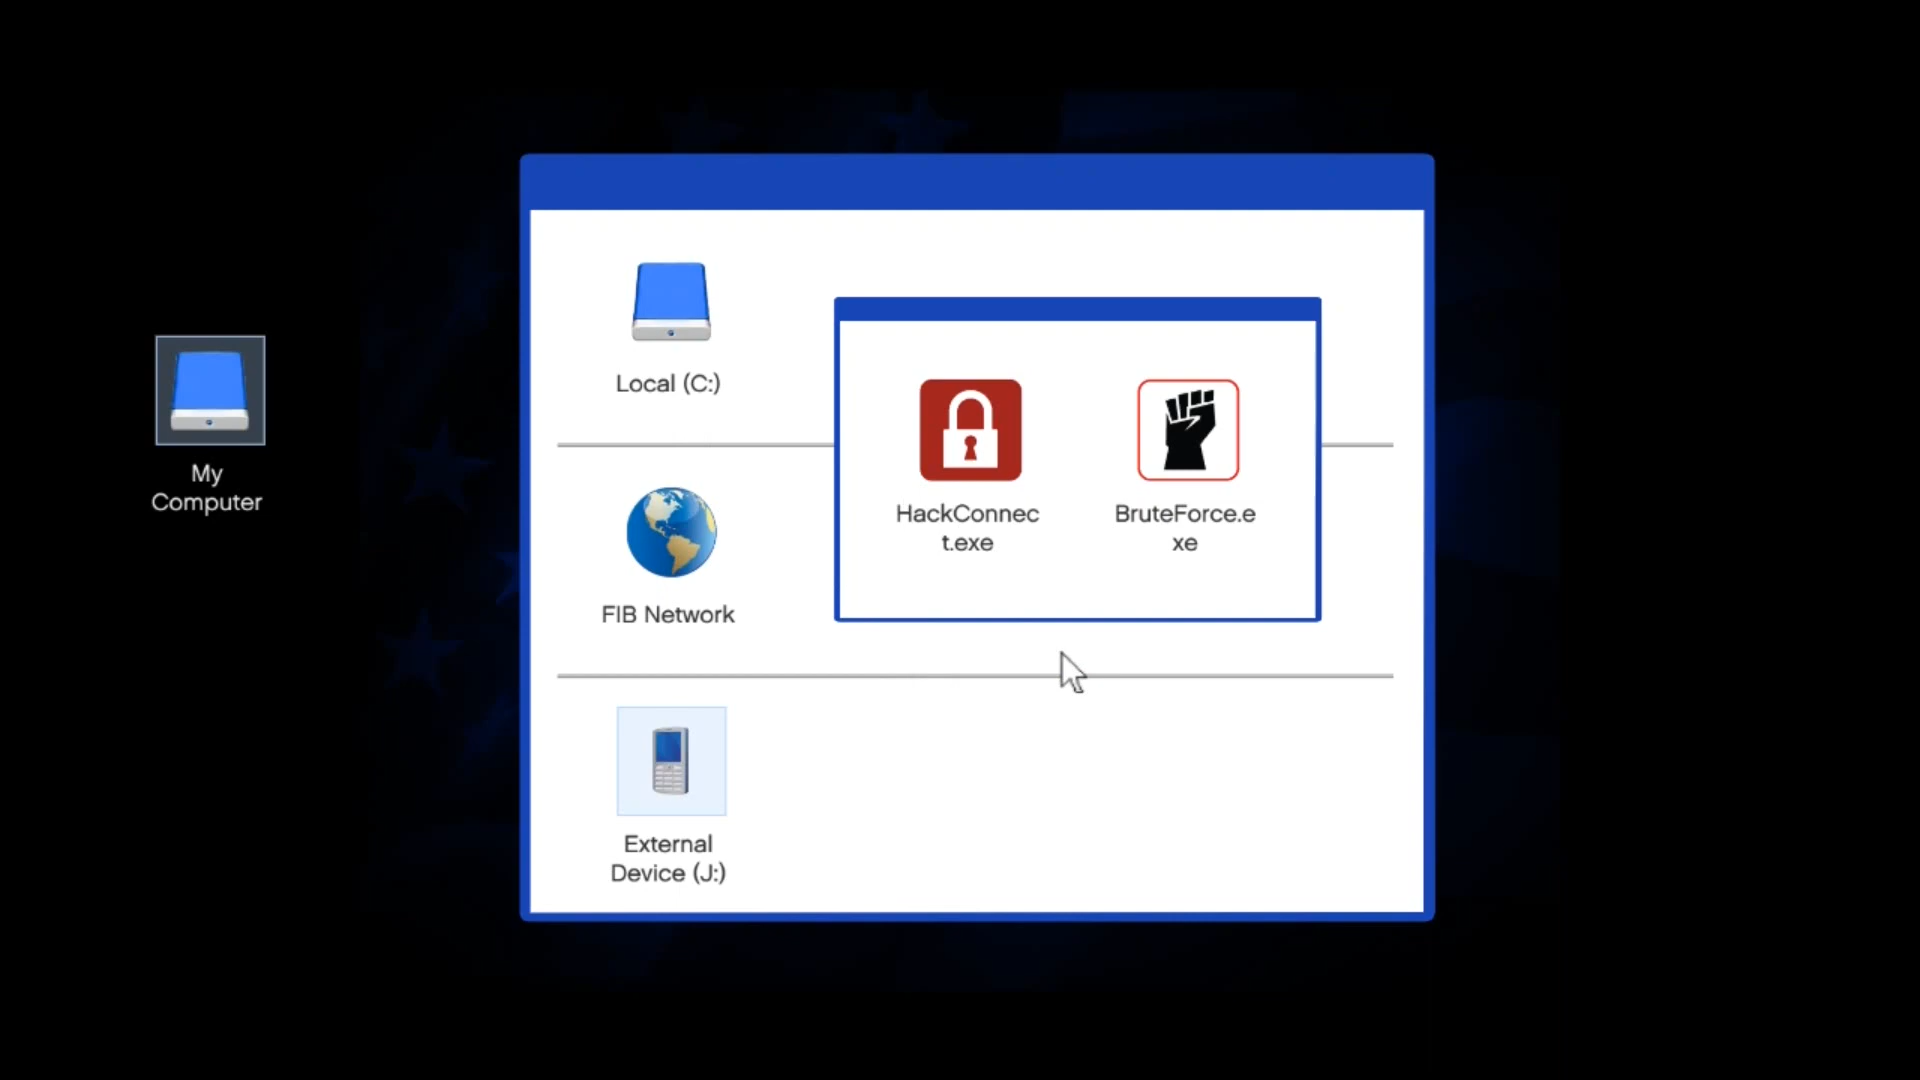 My
Computer
Local (C:)
HackConnec
t.exe
BruteForce.e
xe
FIB Network
External
Device (J:)